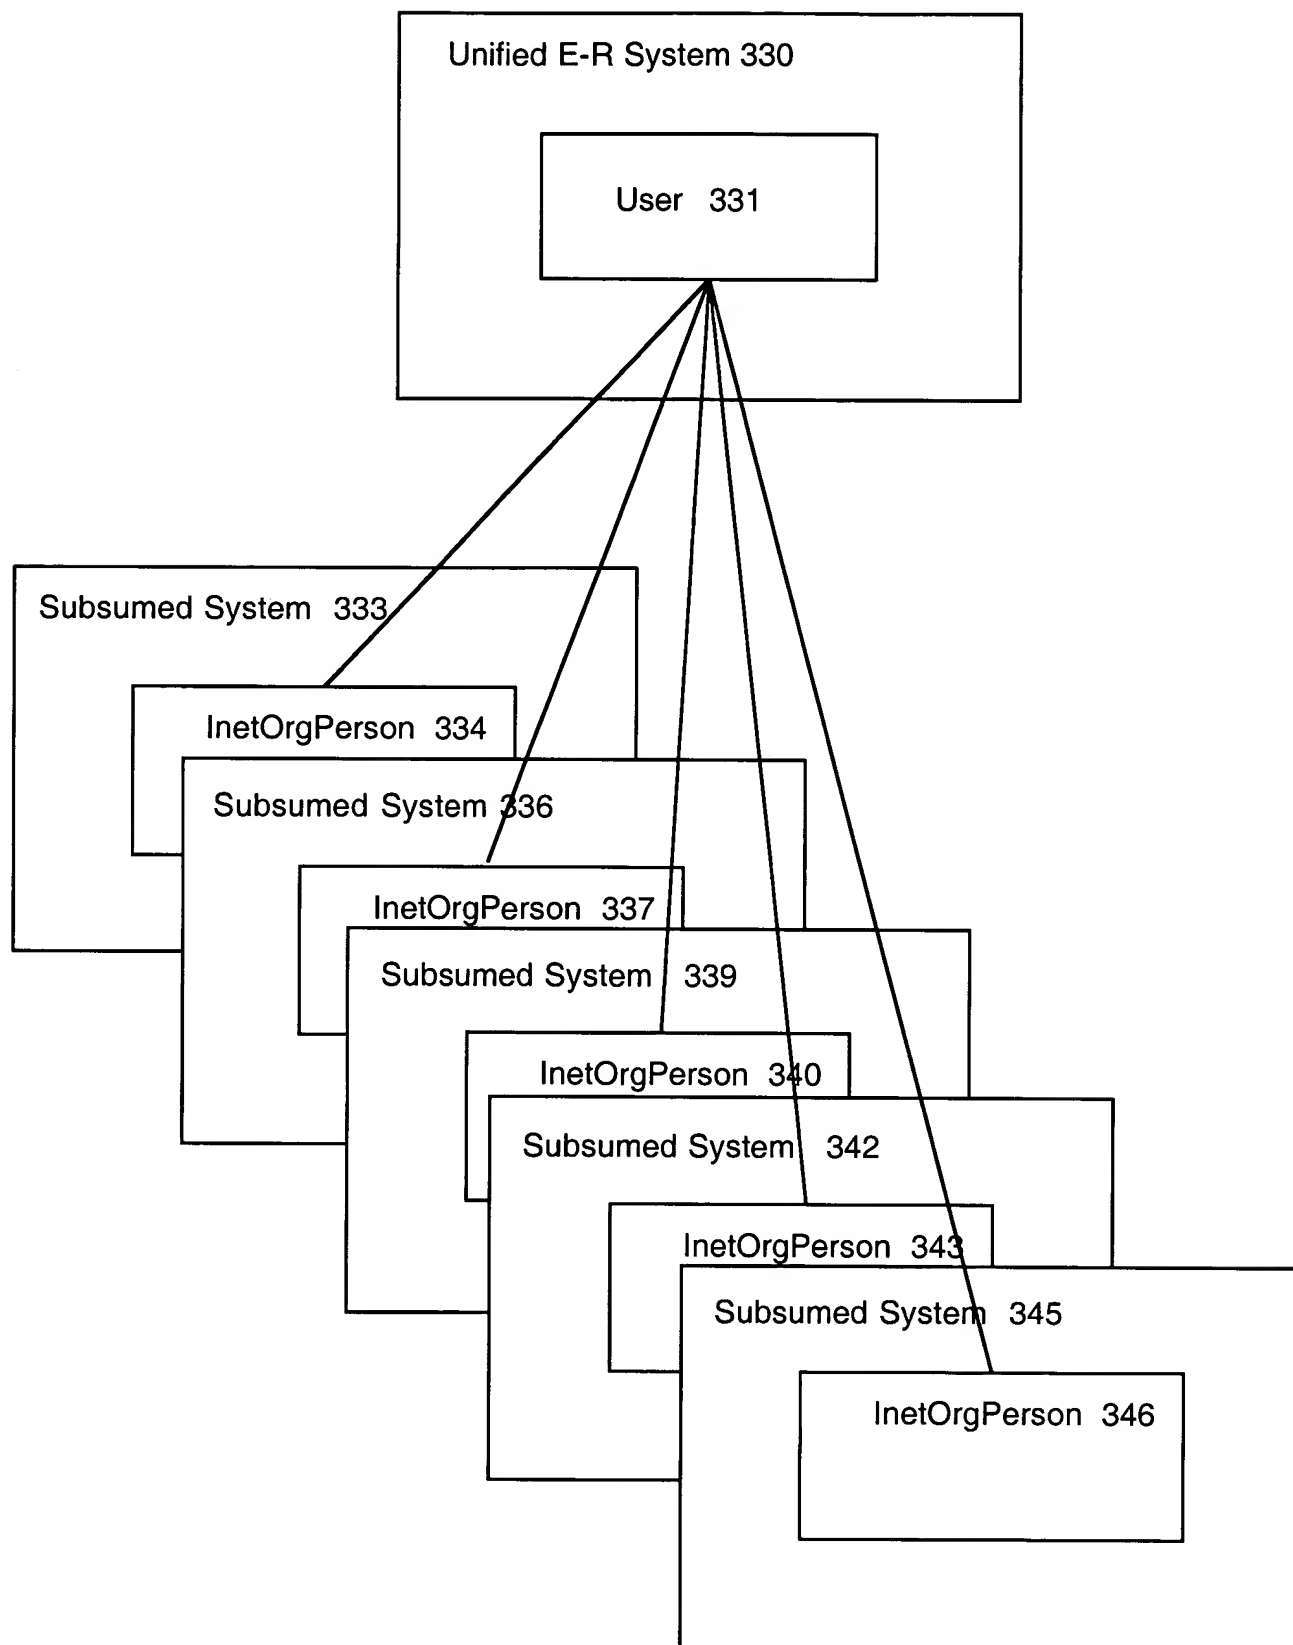 Unified E-R System 330
User 331
Subsumed System 333
InetOrgPerson 334
Subsumed System 336
InetOrgPerson 337
Subsumed System 339
InetOrgPerson 340
Subsumed System 342
InetOrgPerson 343
Subsumed System 345
InetOrgPerson 346